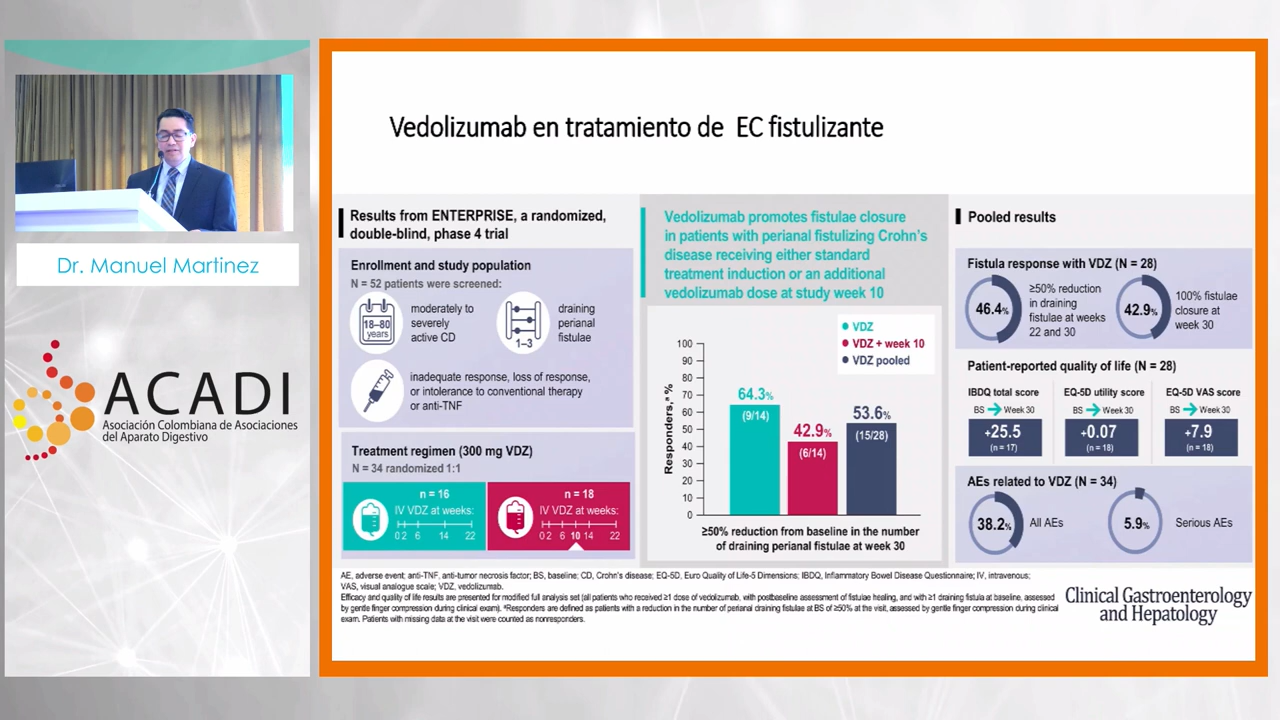 Vedolizumab en tratamiento de EC fistulizante
Dr. Manuel Martinez
ACADI
Asociación Colombiana de Asociaciones
del Aparato Digestivo
Results from ENTERPRISE, a randomized,
double-blind, phase 4 trial
Enrollment and study population
N = 52 patients were screened:
18–80
years
moderately to
severely
active CD
1–3
draining
perianal
fistulae
inadequate response, loss of response,
or intolerance to conventional therapy
or anti-TNF
Treatment regimen (300 mg VDZ)
N = 34 randomized 1:1
n = 16
IV VDZ at weeks:
0 2 6 14 22
n = 18
IV VDZ at weeks:
0 2 6 10 14 22
Vedolizumab promotes fistulae closure
in patients with perianal fistulizing Crohn's
disease receiving either standard
treatment induction or an additional
vedolizumab dose at study week 10
VDZ
VDZ + week 10
VDZ pooled
Responders,ᵃ %
100
90
80
70
60
50
40
30
20
10
0
64.3%
(9/14)
42.9%
(6/14)
53.6%
(15/28)
≥50% reduction from baseline in the number
of draining perianal fistulae at week 30
Pooled results
Fistula response with VDZ (N = 28)
46.4%
≥50% reduction
in draining
fistulae at weeks
22 and 30
42.9%
100% fistulae
closure at
week 30
Patient-reported quality of life (N = 28)
IBDQ total score
BS → Week 30
+25.5
(n = 17)
EQ-5D utility score
BS → Week 30
+0.07
(n = 18)
EQ-5D VAS score
BS → Week 30
+7.9
(n = 18)
AEs related to VDZ (N = 34)
38.2%
All AEs
5.9%
Serious AEs
AE, adverse event; anti-TNF, anti-tumor necrosis factor; BS, baseline; CD, Crohn's disease; EQ-5D, Euro Quality of Life-5 Dimensions; IBDQ, Inflammatory Bowel Disease Questionnaire; IV, intravenous;
VAS, visual analogue scale; VDZ, vedolizumab.
Efficacy and quality of life results are presented for modified full analysis set (all patients who received ≥1 dose of vedolizumab, with postbaseline assessment of fistulae healing, and with ≥1 draining fistula at baseline, assessed
by gentle finger compression during clinical exam). ᵃResponders are defined as patients with a reduction in the number of perianal draining fistulae at BS of ≥50% at the visit, assessed by gentle finger compression during clinical
exam. Patients with missing data at the visit were counted as nonresponders.
Clinical Gastroenterology
and Hepatology